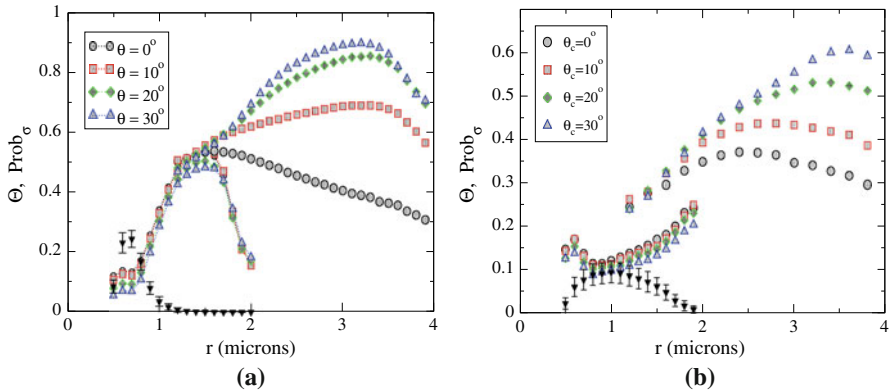 θ = 0°
θ = 10°
θ = 20°
θ = 30°
Θ, Prob_σ
1
0.8
0.6
0.4
0.2
0
0 1 2 3 4
r (microns)
(a)
θ_c=0°
θ_c=10°
θ_c=20°
θ_c=30°
Θ, Prob_σ
0.6
0.5
0.4
0.3
0.2
0.1
0
0 1 2 3 4
r (microns)
(b)